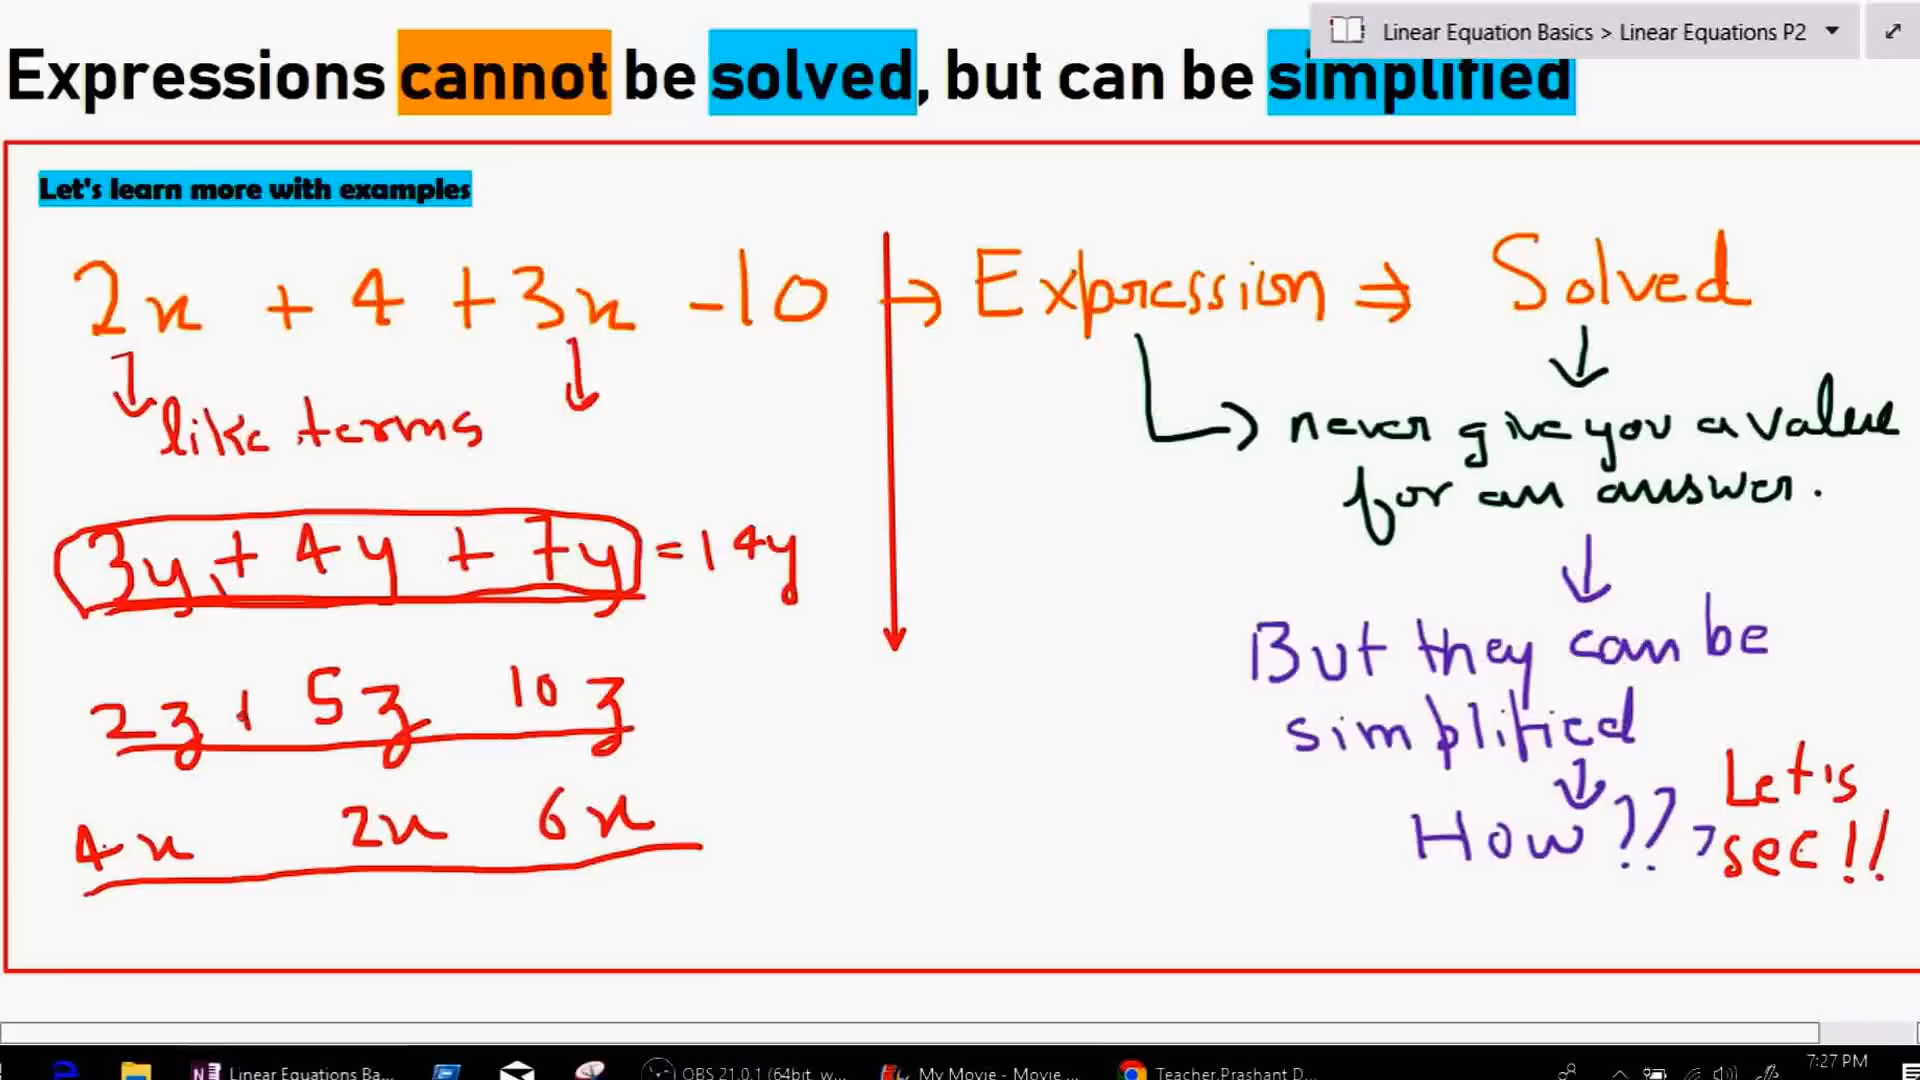 Linear Equation Basics > Linear Equations P2
Expressions cannot be solved, but can be simplified
Let's learn more with examples
2x + 4 + 3x - 10 → Expression ⇒ Solved
like terms
never give you a value
for an answer.
3y + 4y + 7y = 14y
But they can be
simplified
2z + 5z 10z
Let's
How ??
see !!
4x 2x 6x
7:27 PM
Linear Equations Ba...
OBS 21.0.1 (64bit, w...
My Movie - Movie ...
Teacher,Prashant D...